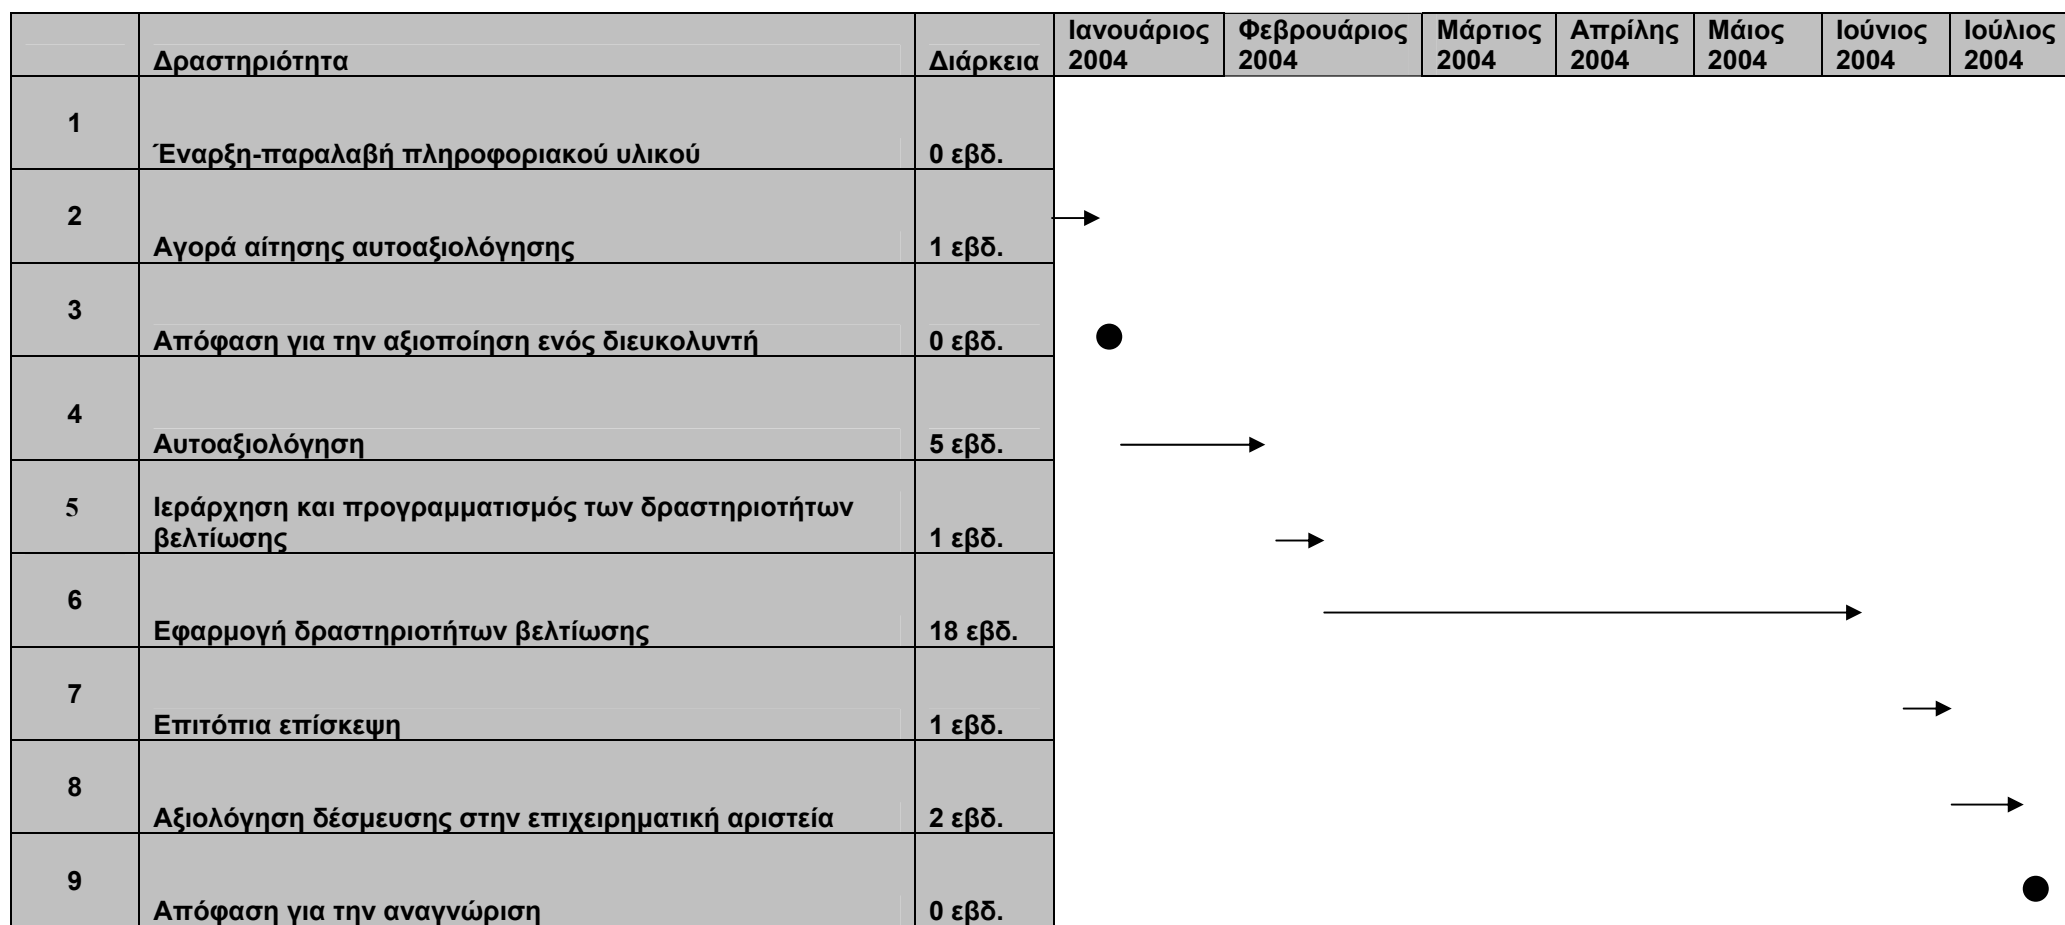 Δραστηριότητα Διάρκεια Ιανουάριος 2004 Φεβρουάριος 2004 Μάρτιος 2004 Απρίλης 2004 Μάιος 2004 Ιούνιος 2004 Ιούλιος 2004
1 Έναρξη-παραλαβή πληροφοριακού υλικού 0 εβδ.
2 Αγορά αίτησης αυτοαξιολόγησης 1 εβδ.
3 Απόφαση για την αξιοποίηση ενός διευκολυντή 0 εβδ.
4 Αυτοαξιολόγηση 5 εβδ.
5 Ιεράρχηση και προγραμματισμός των δραστηριοτήτων
βελτίωσης 1 εβδ.
6 Εφαρμογή δραστηριοτήτων βελτίωσης 18 εβδ.
7 Επιτόπια επίσκεψη 1 εβδ.
8 Αξιολόγηση δέσμευσης στην επιχειρηματική αριστεία 2 εβδ.
9 Απόφαση για την αναγνώριση 0 εβδ.